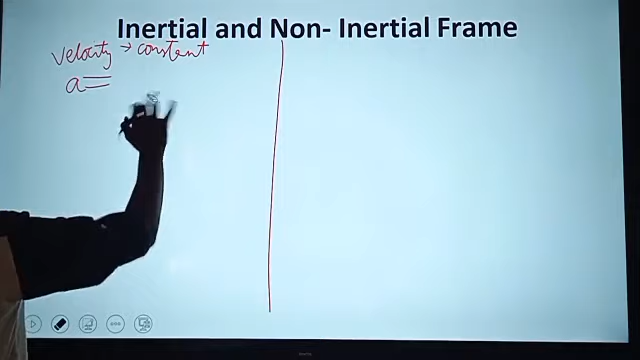 Inertial and Non- Inertial Frame
velocity → constant
a=